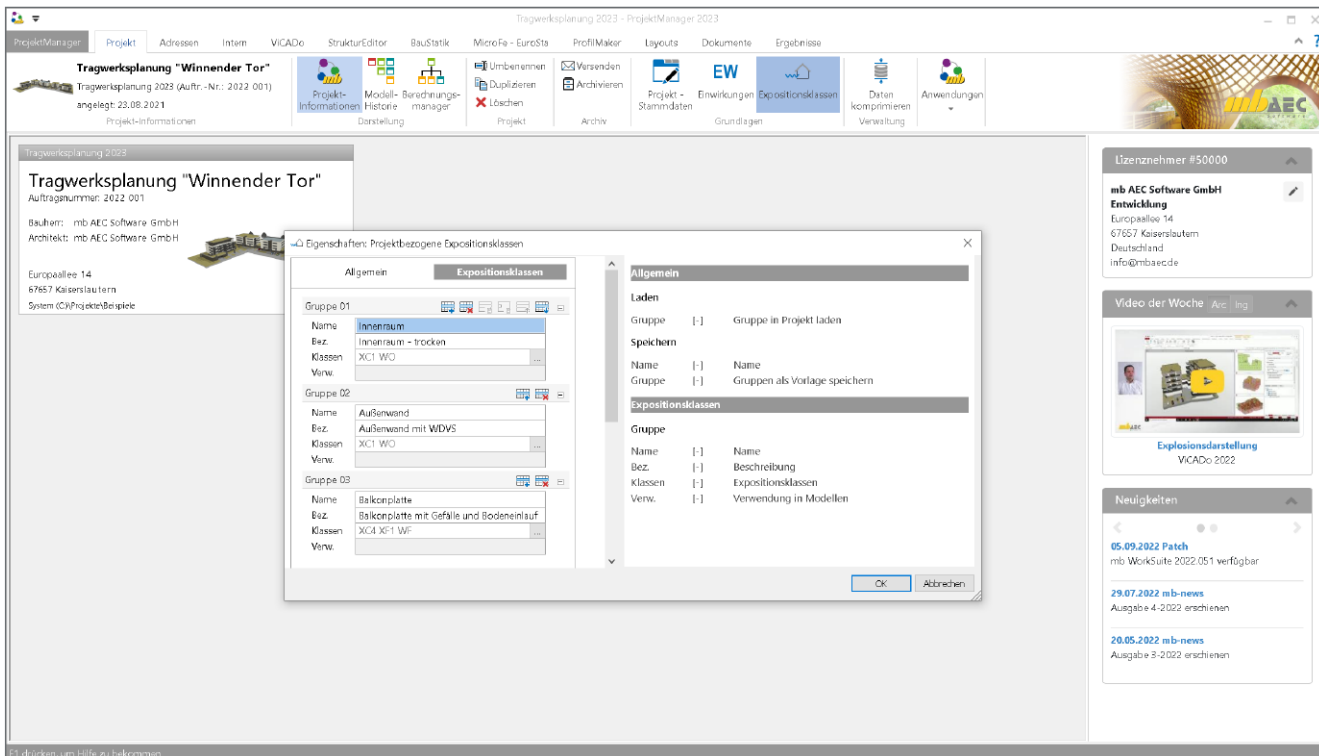 Tragwerksplanung 2023 - ProjektManager 2023
ProjektManager Projekt Adressen Intern ViCADo StrukturEditor BauStatik MicroFe - EuroSta ProfilMaker Layouts Dokumente Ergebnisse
Tragwerksplanung "Winnender Tor"
Tragwerksplanung 2023 (Auftr.-Nr.: 2022 001)
angelegt: 23.08.2021
Projekt-Informationen
Projekt-Informationen
Modell-Historie
Berechnungs-manager
Darstellung
Umbenennen
Duplizieren
Löschen
Projekt
Versenden
Archivieren
Archiv
Projekt-Stammdaten
EW
Einwirkungen
Expositionsklassen
Grundlagen
Daten komprimieren
Verwaltung
Anwendungen
mbAEC
Software
Tragwerksplanung 2023
Tragwerksplanung "Winnender Tor"
Auftragsnummer: 2022 001
Bauherr: mb AEC Software GmbH
Architekt: mb AEC Software GmbH
Europaallee 14
67657 Kaiserslautern
System (C:)\Projekte\Beispiele
Eigenschaften: Projektbezogene Expositionsklassen
Allgemein Expositionsklassen
Gruppe 01
Name Innenraum
Bez. Innenraum - trocken
Klassen XC1 WO ...
Verw.
Gruppe 02
Name Außenwand
Bez. Außenwand mit WDVS
Klassen XC1 WO ...
Verw.
Gruppe 03
Name Balkonplatte
Bez. Balkonplatte mit Gefälle und Bodeneinlauf
Klassen XC4 XF1 WF ...
Verw.
Allgemein
Laden
Gruppe [-] Gruppe in Projekt laden
Speichern
Name [-] Name
Gruppe [-] Gruppen als Vorlage speichern
Expositionsklassen
Gruppe
Name [-] Name
Bez. [-] Beschreibung
Klassen [-] Expositionsklassen
Verw. [-] Verwendung in Modellen
OK Abbrechen
Lizenznehmer #50000
mb AEC Software GmbH
Entwicklung
Europaallee 14
67657 Kaiserslautern
Deutschland
info@mbaec.de
Video der Woche Arc Ing
Explosionsdarstellung
ViCADo 2022
Neuigkeiten
05.09.2022 Patch
mb WorkSuite 2022.051 verfügbar
29.07.2022 mb-news
Ausgabe 4-2022 erschienen
20.05.2022 mb-news
Ausgabe 3-2022 erschienen
F1 drücken, um Hilfe zu bekommen